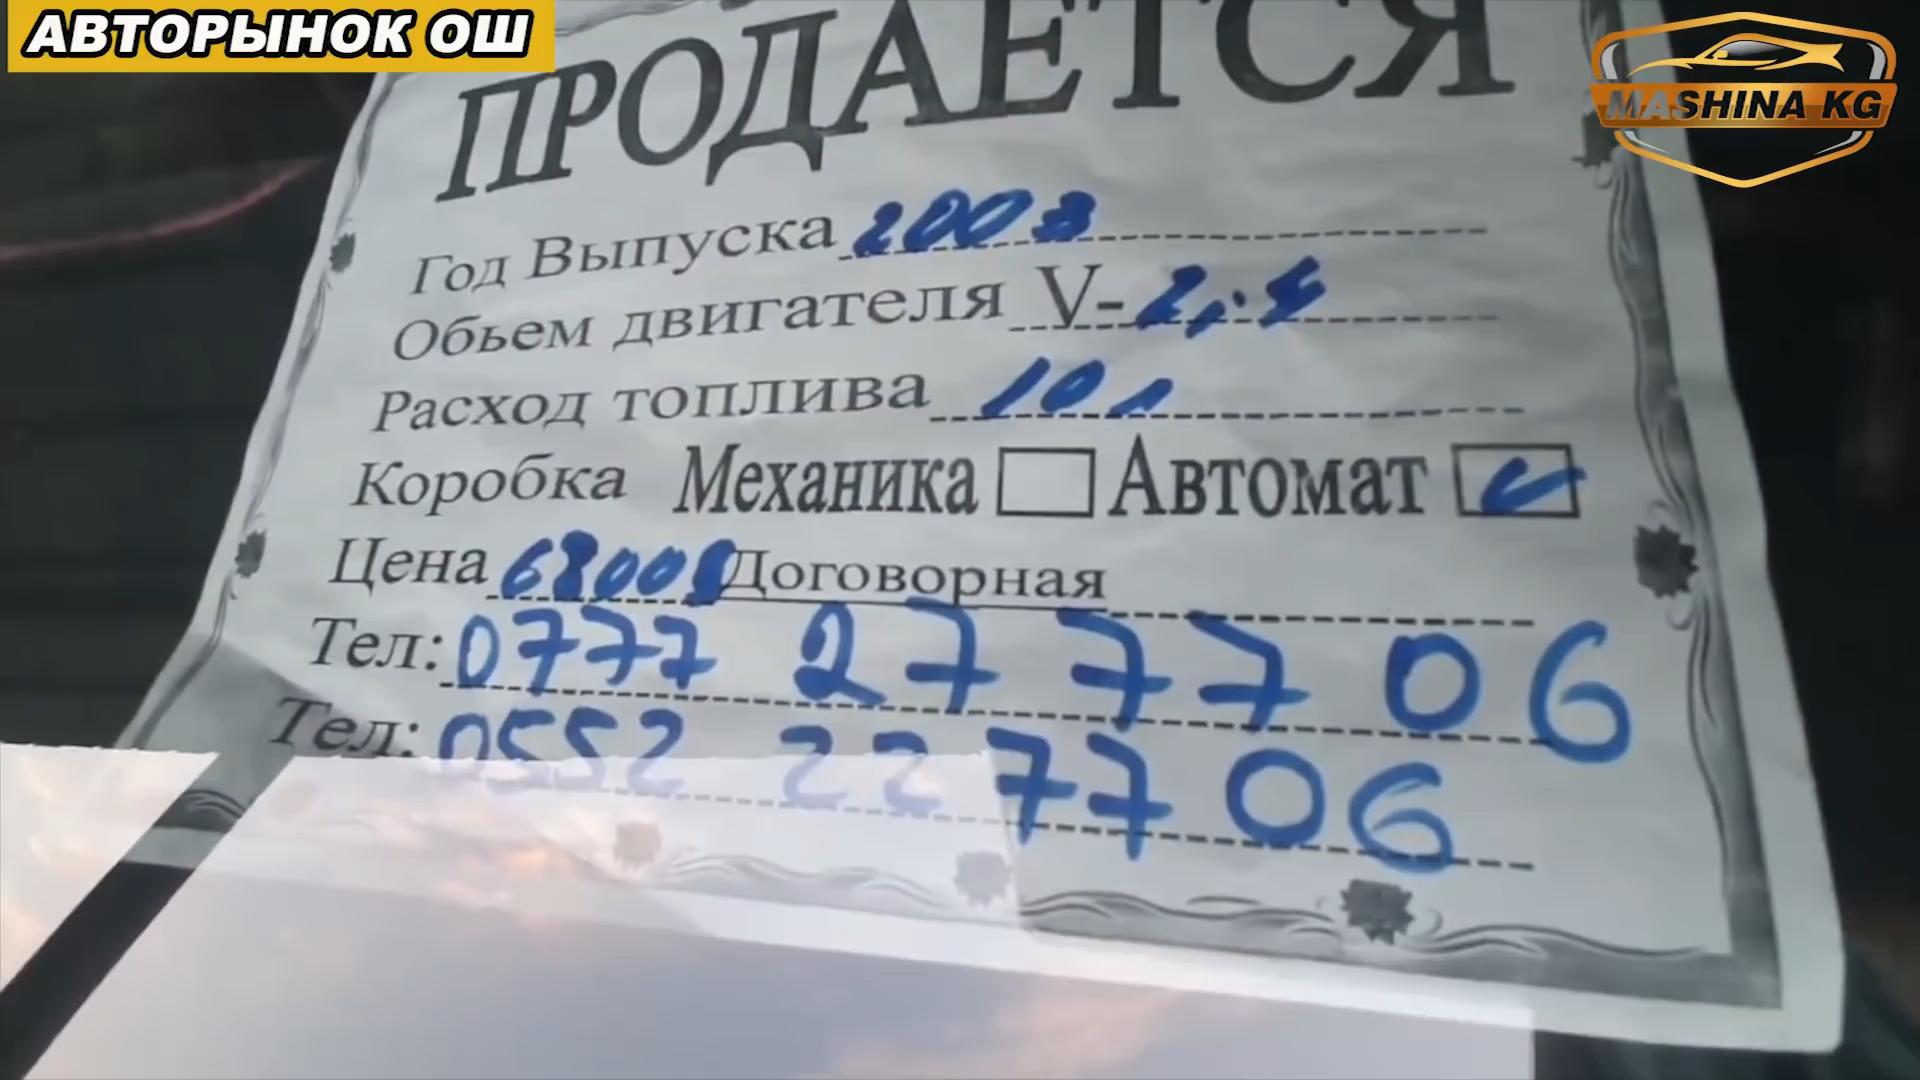 АВТОРЫНОК ОШ
MASHINA KG
ПРОДАЕТСЯ
Год Выпуска 2003
Обьем двигателя V-2,4
Расход топлива 10 л
Коробка Механика Автомат
Цена 6800$ Договорная
Тел: 0777 27 77 06
Тел: 0552 22 77 06